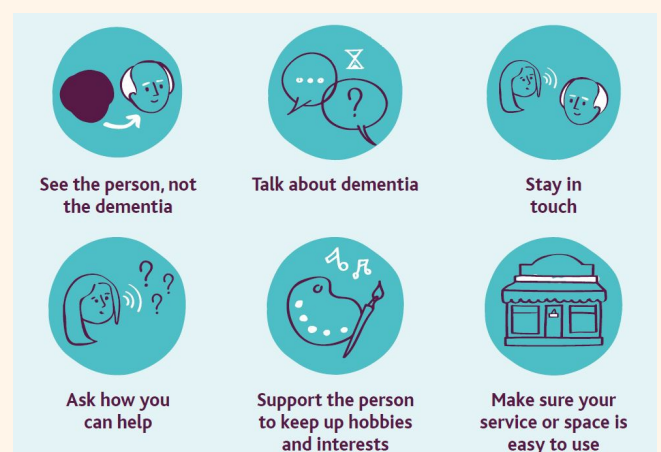 See the person, not
the dementia
Talk about dementia
Stay in
touch
Ask how you
can help
Support the person
to keep up hobbies
and interests
Make sure your
service or space is
easy to use